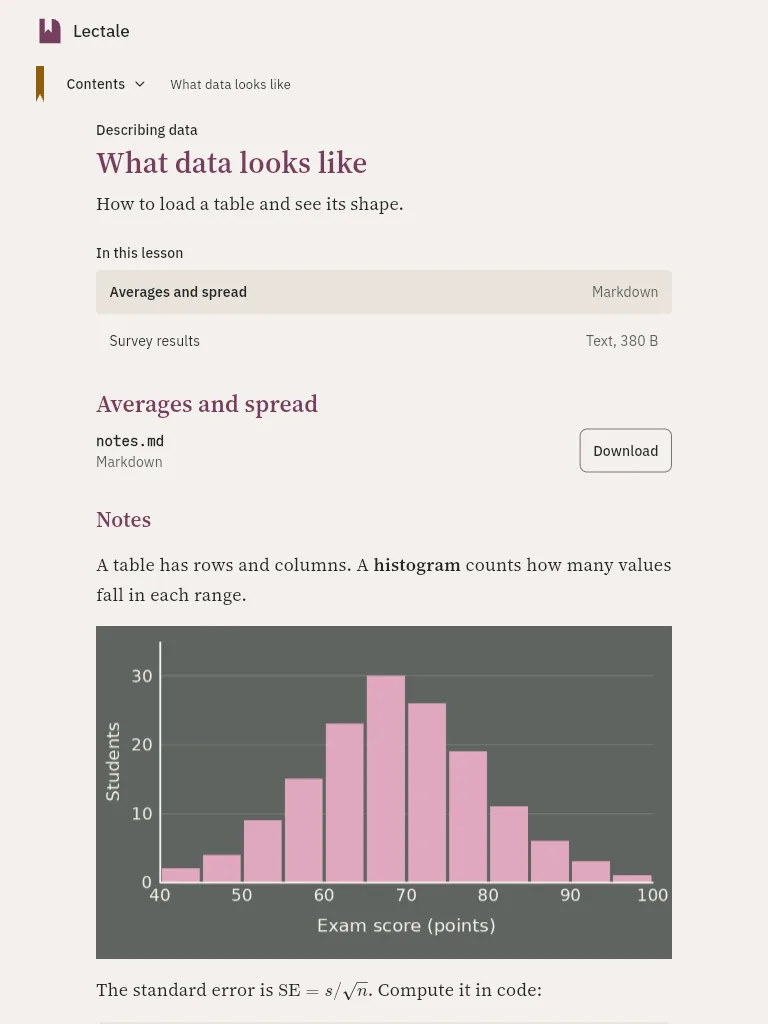 Lectale
Contents What data looks like
Describing data
What data looks like
How to load a table and see its shape.
In this lesson
Averages and spread Markdown
Survey results Text, 380 B
Averages and spread
notes.md
Markdown
Download
Notes
A table has rows and columns. A histogram counts how many values
fall in each range.
Students
30
20
10
0
40 50 60 70 80 90 100
Exam score (points)
The standard error is SE = s/√n. Compute it in code: